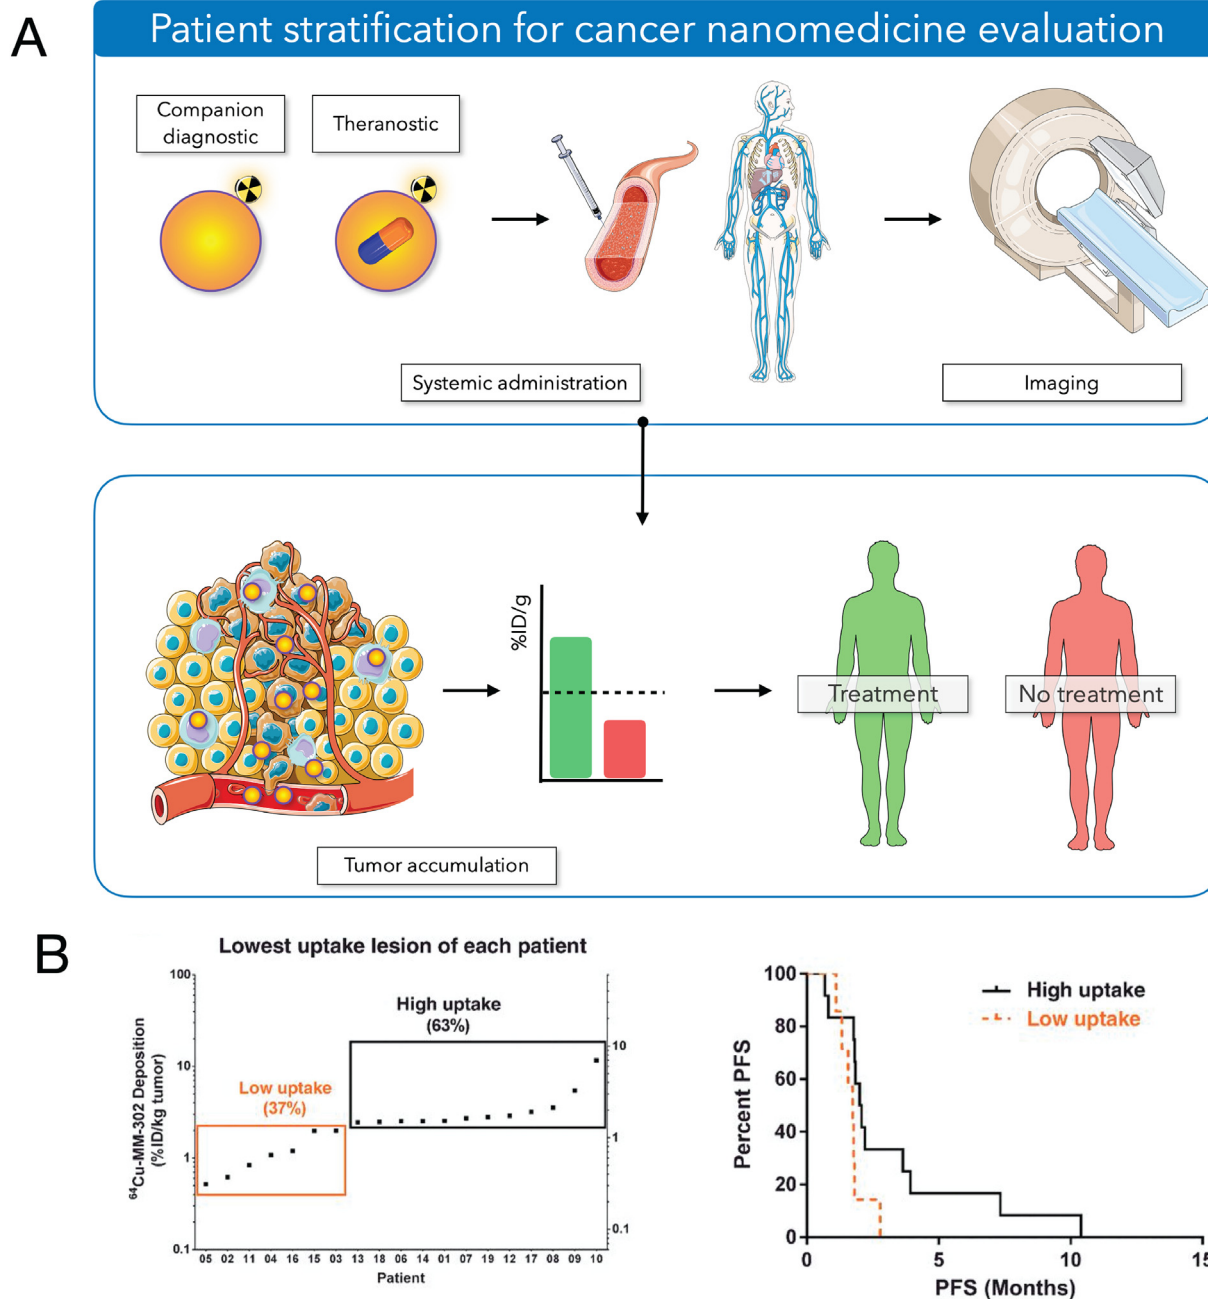 A
Patient stratification for cancer nanomedicine evaluation
Companion
diagnostic
Theranostic
Systemic administration
Imaging
%ID/g
Treatment
No treatment
Tumor accumulation
B
Lowest uptake lesion of each patient
⁶⁴Cu-MM-302 Deposition
(%ID/kg tumor)
100
10
1
0.1
High uptake
(63%)
Low uptake
(37%)
10
1
0.1
05 02 11 04 16 15 03 13 18 06 14 01 07 19 12 17 08 09 10
Patient
Percent PFS
100
80
60
40
20
0
High uptake
Low uptake
0 5 10 15
PFS (Months)